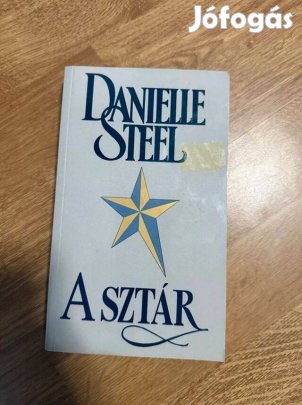 Jófogás
DANIELLE
STEEL
A SZTÁR